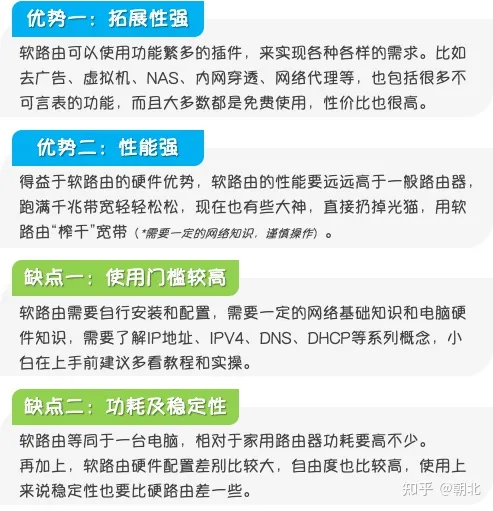 优势一：拓展性强
软路由可以使用功能繁多的插件，来实现各种各样的需求。比如
去广告、虚拟机、NAS、内网穿透、网络代理等，也包括很多不
可言表的功能，而且大多数都是免费使用，性价比也很高。
优势二：性能强
得益于软路由的硬件优势，软路由的性能要远远高于一般路由器，
跑满千兆带宽轻轻松松，现在也有些大神，直接扔掉光猫，用软
路由“榨干”宽带（*需要一定的网络知识，谨慎操作）。
缺点一：使用门槛较高
软路由需要自行安装和配置，需要一定的网络基础知识和电脑硬
件知识，需要了解IP地址、IPV4、DNS、DHCP等系列概念，小
白在上手前建议多看教程和实操。
缺点二：功耗及稳定性
软路由等同于一台电脑，相对于家用路由器功耗要高不少。
再加上，软路由硬件配置差别比较大，自由度也比较高，使用上
来说稳定性也要比硬路由差一些。
知乎 @朝北